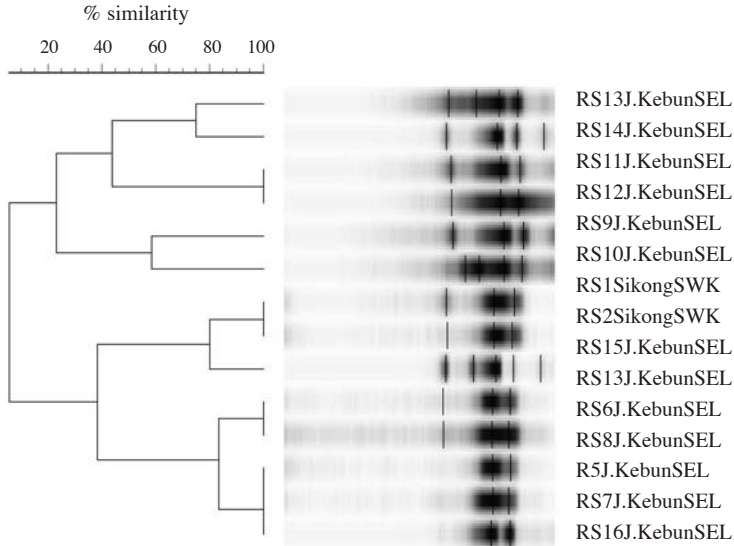 % similarity
20 40 60 80 100
RS13J.KebunSEL
RS14J.KebunSEL
RS11J.KebunSEL
RS12J.KebunSEL
RS9J.KebunSEL
RS10J.KebunSEL
RS1SikongSWK
RS2SikongSWK
RS15J.KebunSEL
RS13J.KebunSEL
RS6J.KebunSEL
RS8J.KebunSEL
R5J.KebunSEL
RS7J.KebunSEL
RS16J.KebunSEL